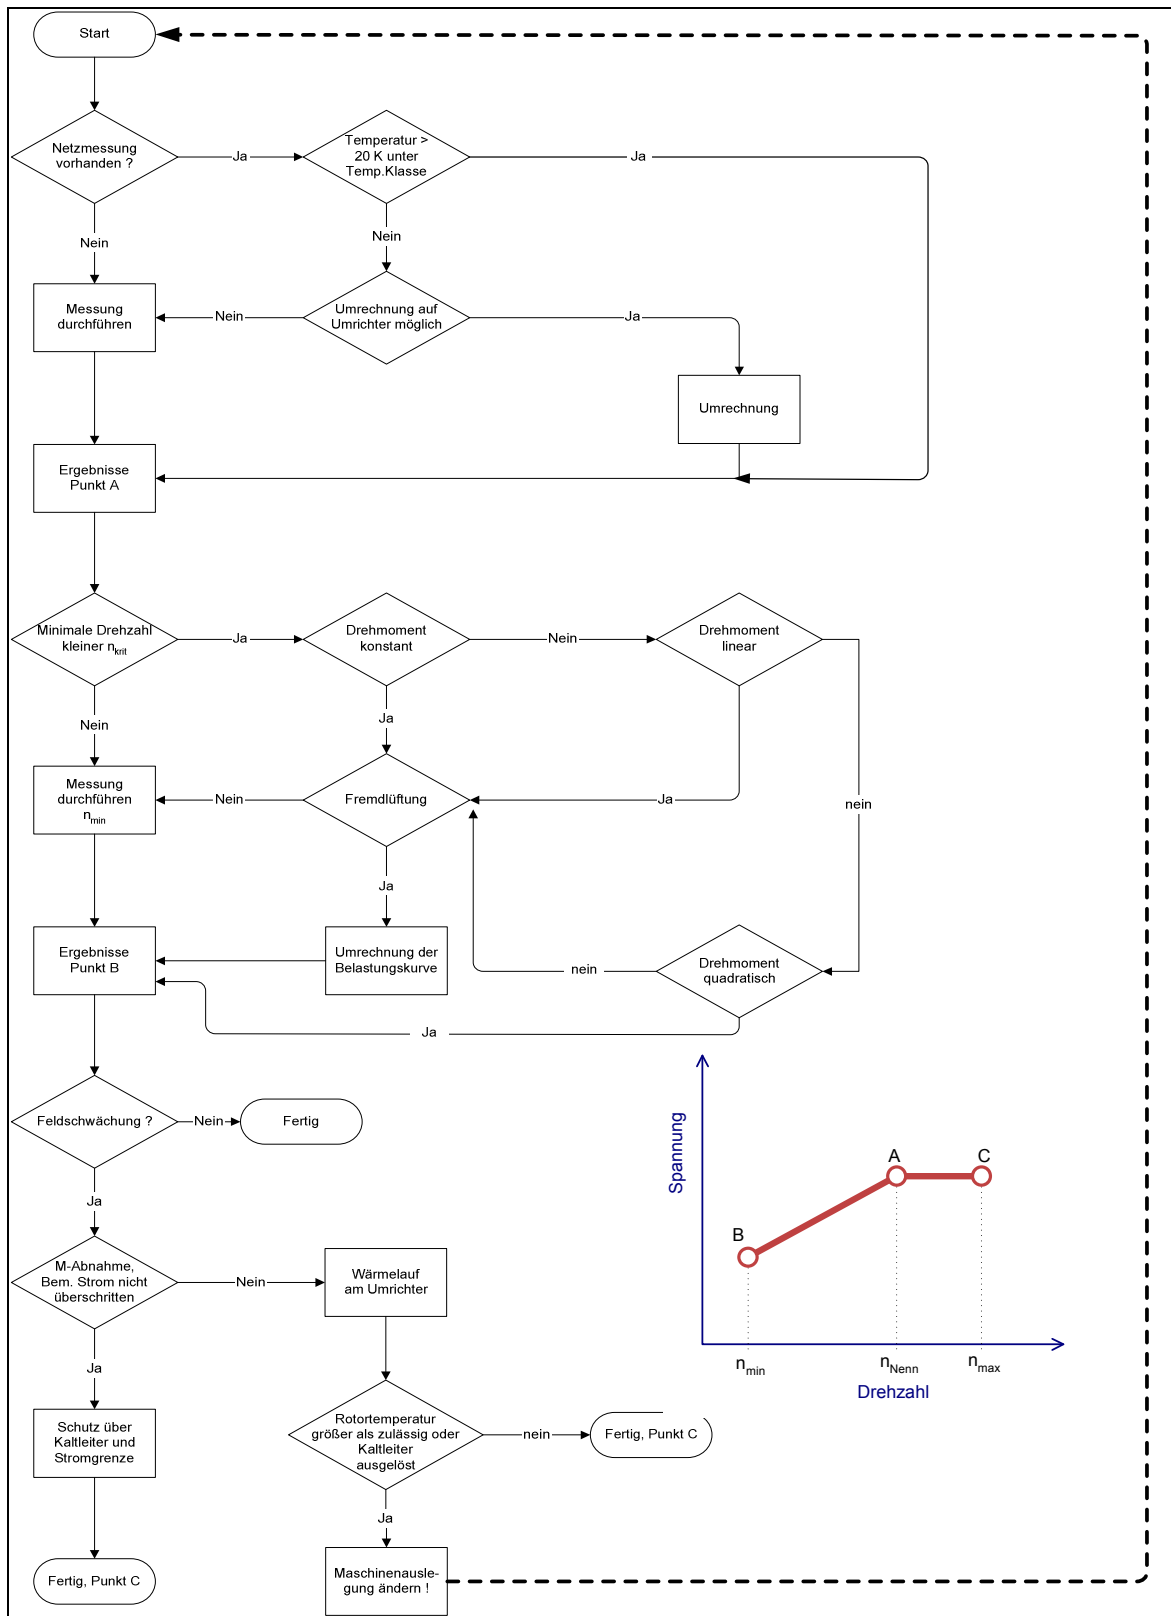 Start
Netzmessung
vorhanden ?
Ja
Temperatur >
20 K unter
Temp.Klasse
Ja
Nein
Nein
Messung
durchführen
Nein
Umrechnung auf
Umrichter möglich
Ja
Umrechnung
Ergebnisse
Punkt A
Minimale Drehzahl
kleiner nkrit
Ja
Drehmoment
konstant
Nein
Drehmoment
linear
Nein
Ja
Messung
durchführen
nmin
Nein
Fremdlüftung
Ja
nein
Ja
Ergebnisse
Punkt B
Umrechnung der
Belastungskurve
nein
Drehmoment
quadratisch
Ja
Feldschwächung ?
Nein
Fertig
Ja
M-Abnahme,
Bem. Strom nicht
überschritten
Nein
Wärmelauf
am Umrichter
Ja
Schutz über
Kaltleiter und
Stromgrenze
Rotortemperatur
größer als zulässig oder
Kaltleiter
ausgelöst
nein
Fertig, Punkt C
Ja
Fertig, Punkt C
Maschinenausle-
gung ändern !
Spannung
A
C
B
nmin
nNenn
nmax
Drehzahl